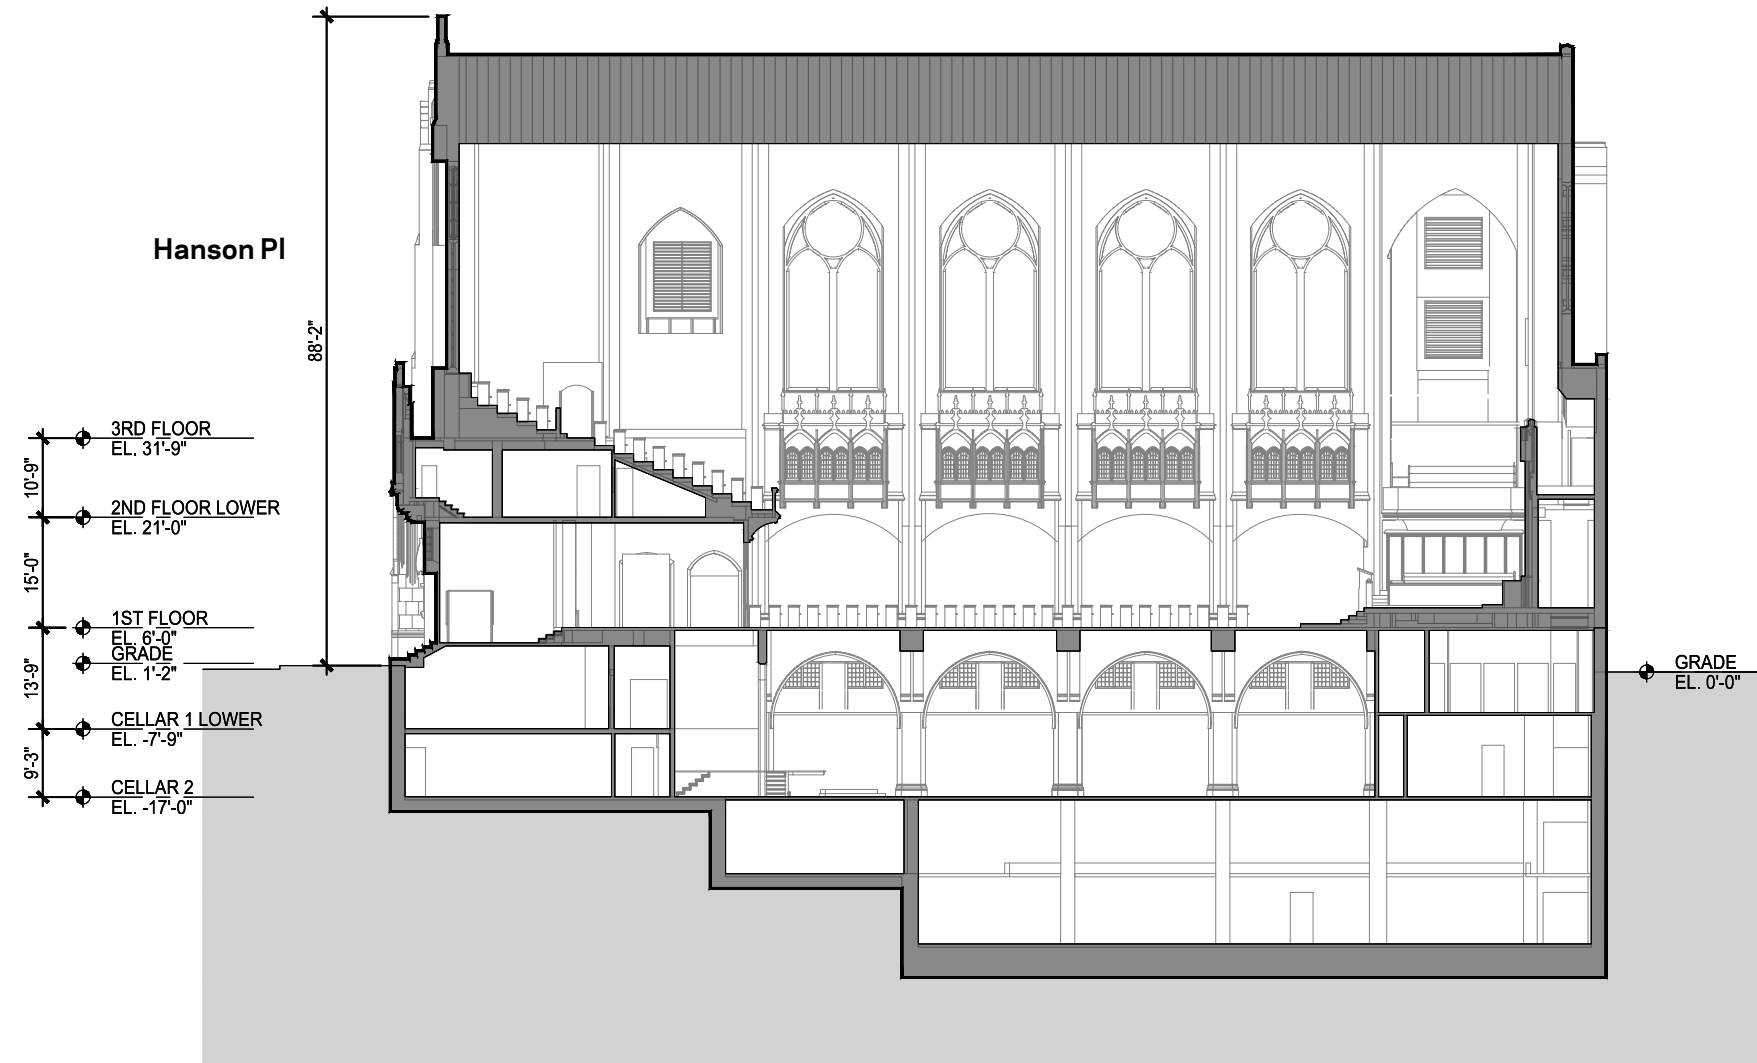 Hanson Pl
88'-2"
3RD FLOOR
EL. 31'-9"
10'-9"
2ND FLOOR LOWER
EL. 21'-0"
15'-0"
1ST FLOOR
EL. 6'-0"
GRADE
EL. 1'-2"
13'-9"
CELLAR 1 LOWER
EL. -7'-9"
9'-3"
CELLAR 2
EL. -17'-0"
GRADE
EL. 0'-0"